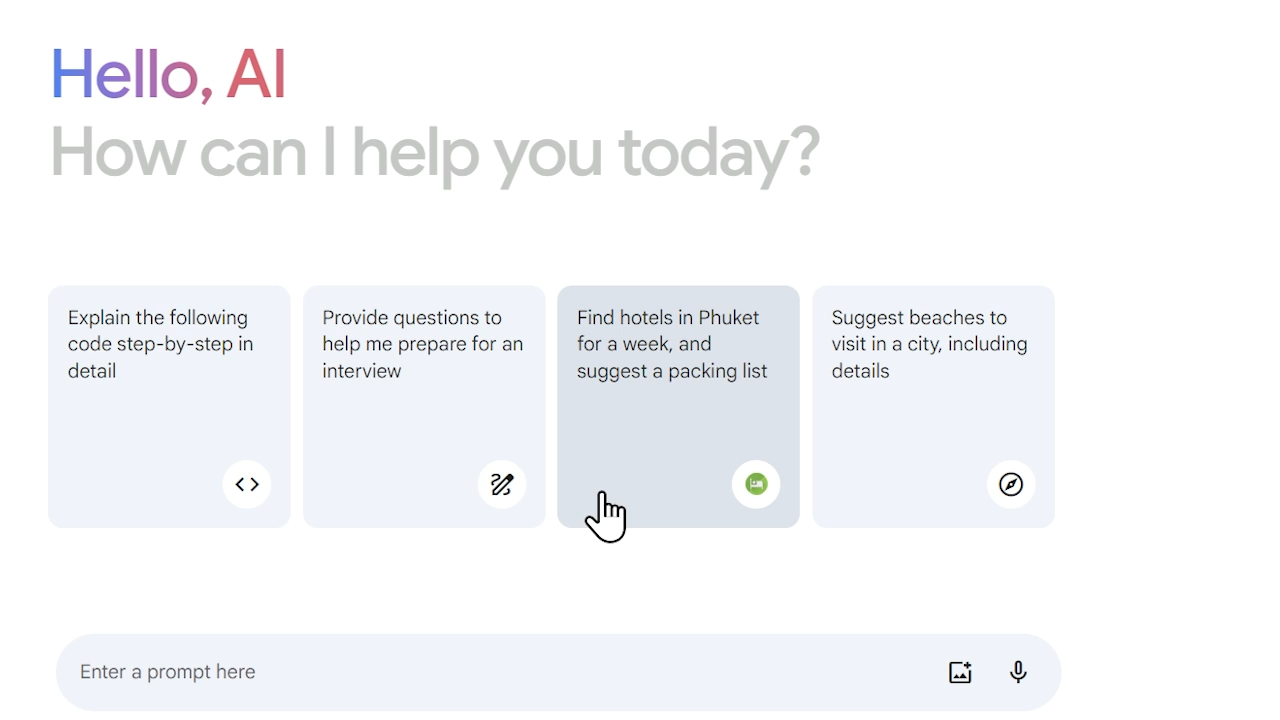 Hello, AI
How can I help you today?
Explain the following
code step-by-step in
detail
Provide questions to
help me prepare for an
interview
Find hotels in Phuket
for a week, and
suggest a packing list
Suggest beaches to
visit in a city, including
details
Enter a prompt here